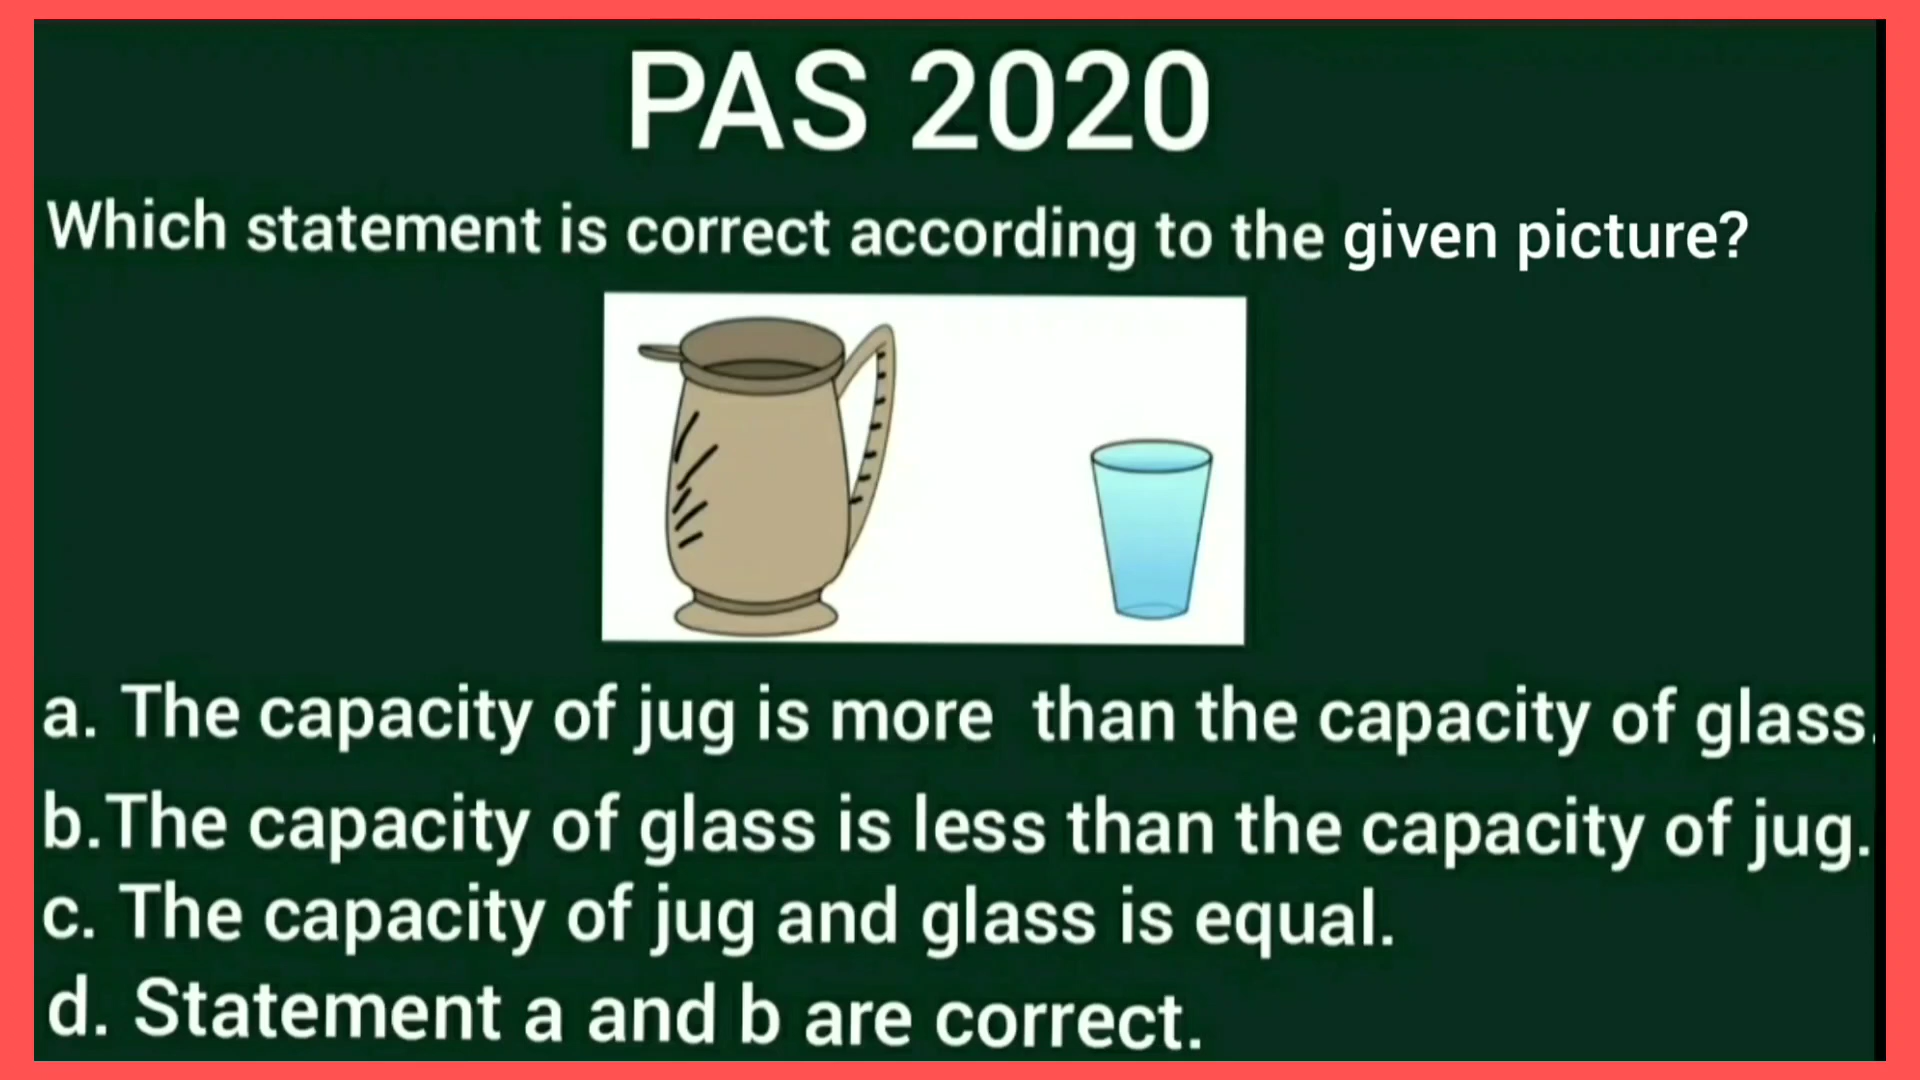 PAS 2020
Which statement is correct according to the given picture?
a. The capacity of jug is more than the capacity of glass.
b.The capacity of glass is less than the capacity of jug.
c. The capacity of jug and glass is equal.
d. Statement a and b are correct.